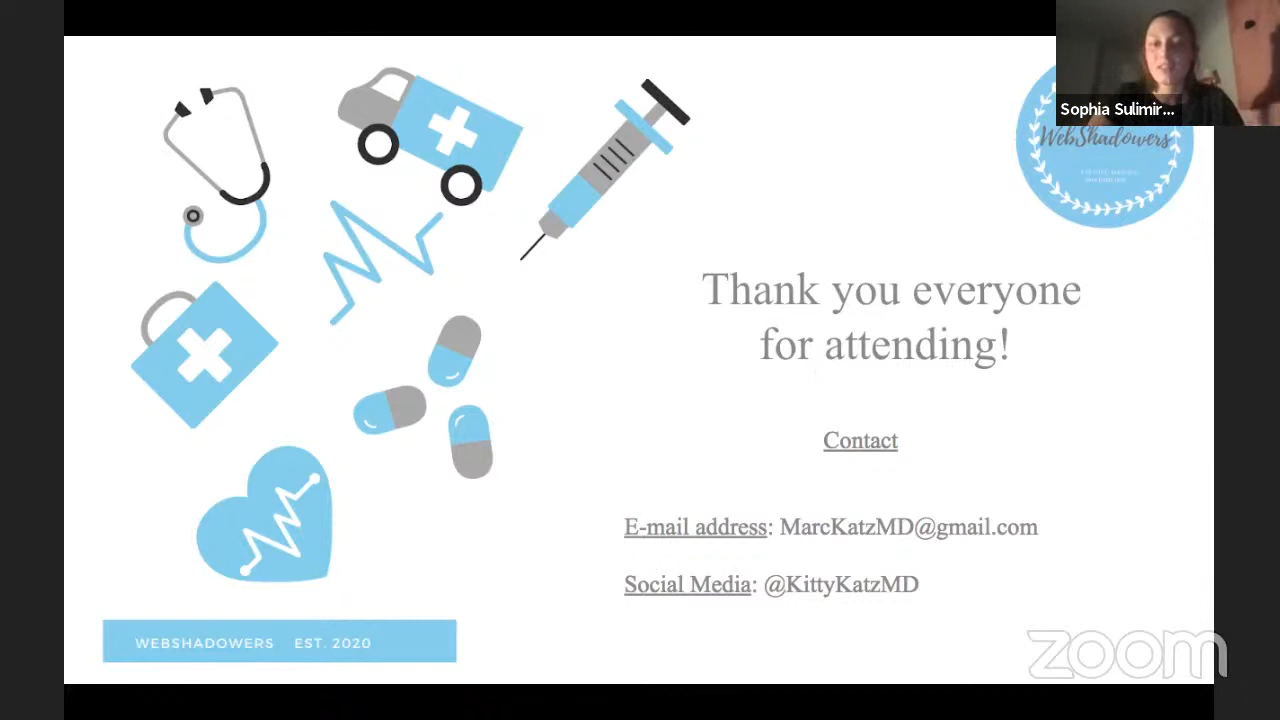 Sophia Sulimir...
WebShadowers
Thank you everyone
for attending!
Contact
E-mail address: MarcKatzMD@gmail.com
Social Media: @KittyKatzMD
WEBSHADOWERS EST. 2020
zoom